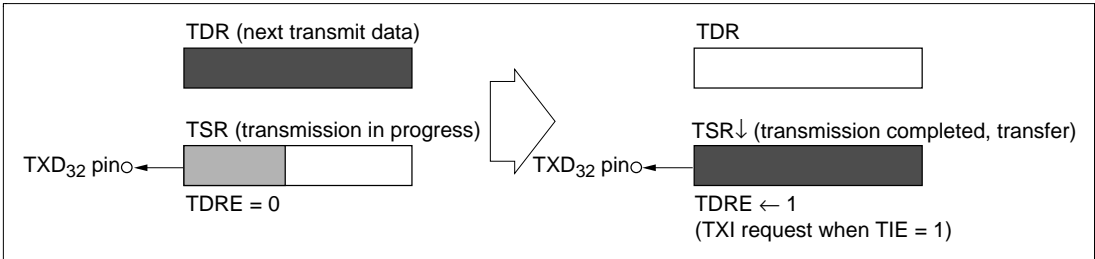 TDR (next transmit data)
TSR (transmission in progress)
TXD32 pin
TDRE = 0
TDR
TSR↓ (transmission completed, transfer)
TXD32 pin
TDRE ← 1
(TXI request when TIE = 1)